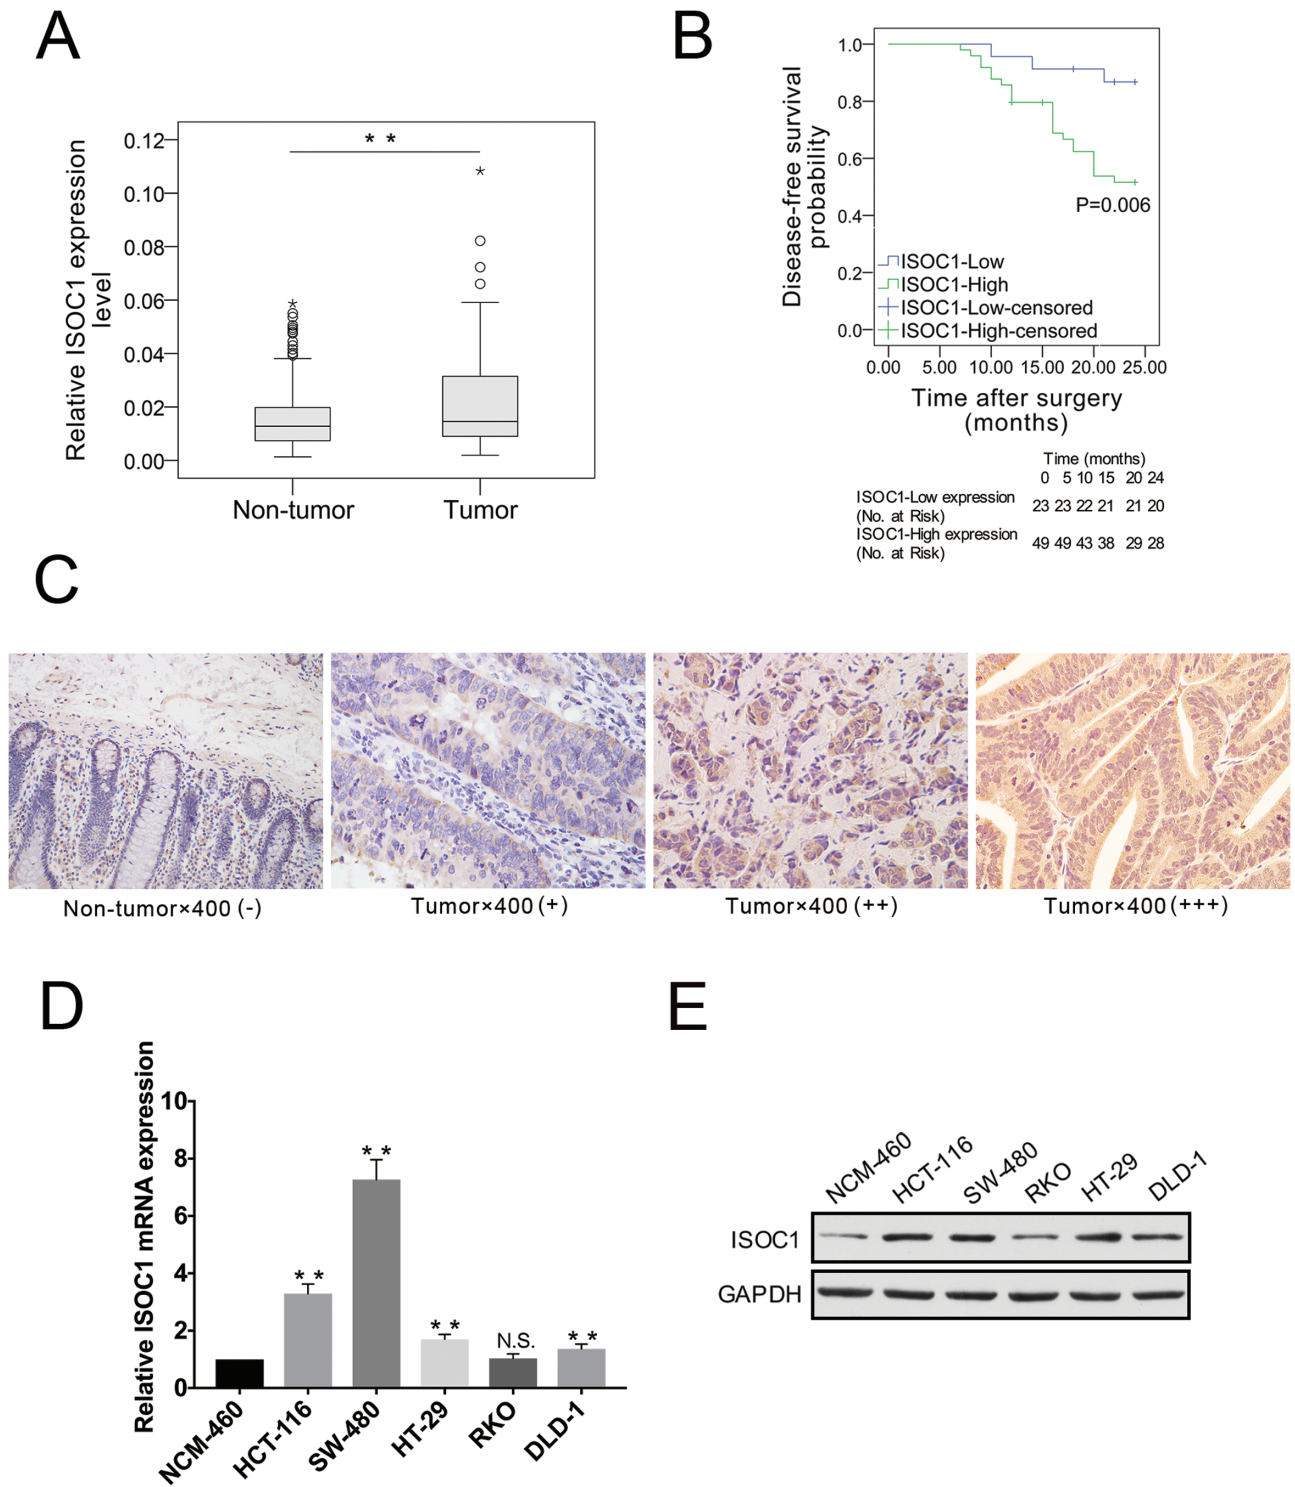 A
Relative ISOC1 expression
level
0.12
0.10
0.08
0.06
0.04
0.02
0.00
* *
*
*
Non-tumor
Tumor
B
Disease-free survival
probability
1.0
0.8
0.6
0.4
0.2
0.0
P=0.006
ISOC1-Low
ISOC1-High
ISOC1-Low-censored
ISOC1-High-censored
0.00 5.00 10.00 15.00 20.00 25.00
Time after surgery
(months)
Time (months)
0 5 10 15 20 24
ISOC1-Low expression
(No. at Risk)
23 23 22 21 21 20
ISOC1-High expression
(No. at Risk)
49 49 43 38 29 28
C
Non-tumor×400 (-)
Tumor×400 (+)
Tumor×400 (++)
Tumor×400 (+++)
D
Relative ISOC1 mRNA expression
10
8
6
4
2
0
* *
* *
* *
N.S.
* *
NCM-460
HCT-116
SW-480
HT-29
RKO
DLD-1
E
NCM-460
HCT-116
SW-480
RKO
HT-29
DLD-1
ISOC1
GAPDH